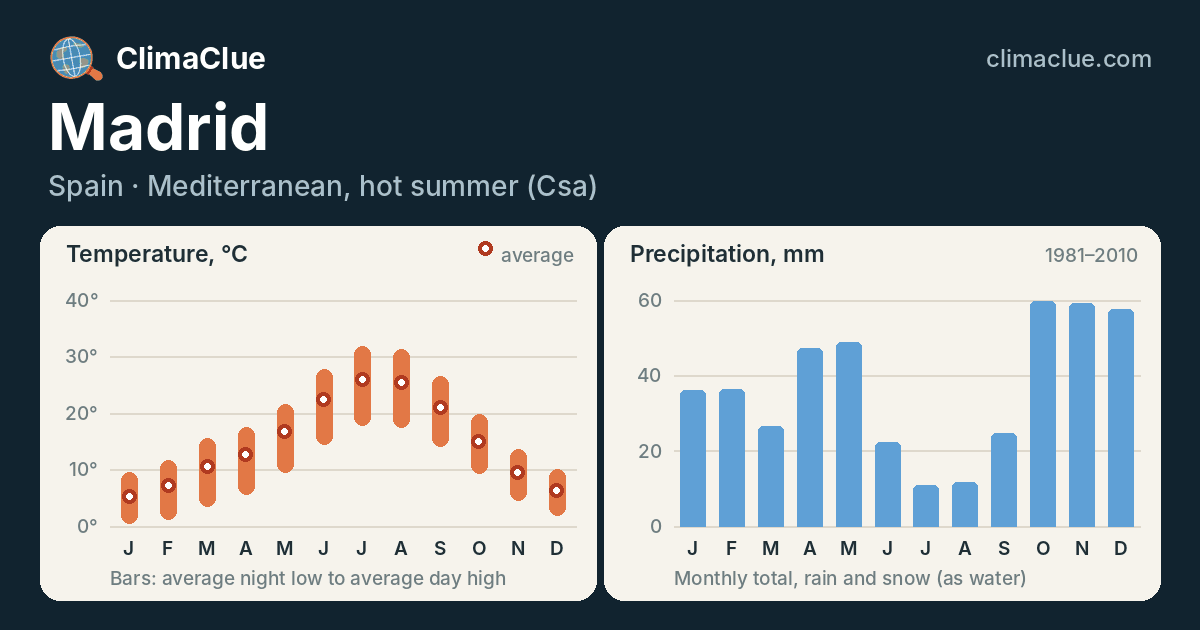 ClimaClue
climaclue.com
Madrid
Spain · Mediterranean, hot summer (Csa)
Temperature, °C
average
40°
30°
20°
10°
0°
J F M A M J J A S O N D
Bars: average night low to average day high
Precipitation, mm
1981–2010
60
40
20
0
J F M A M J J A S O N D
Monthly total, rain and snow (as water)